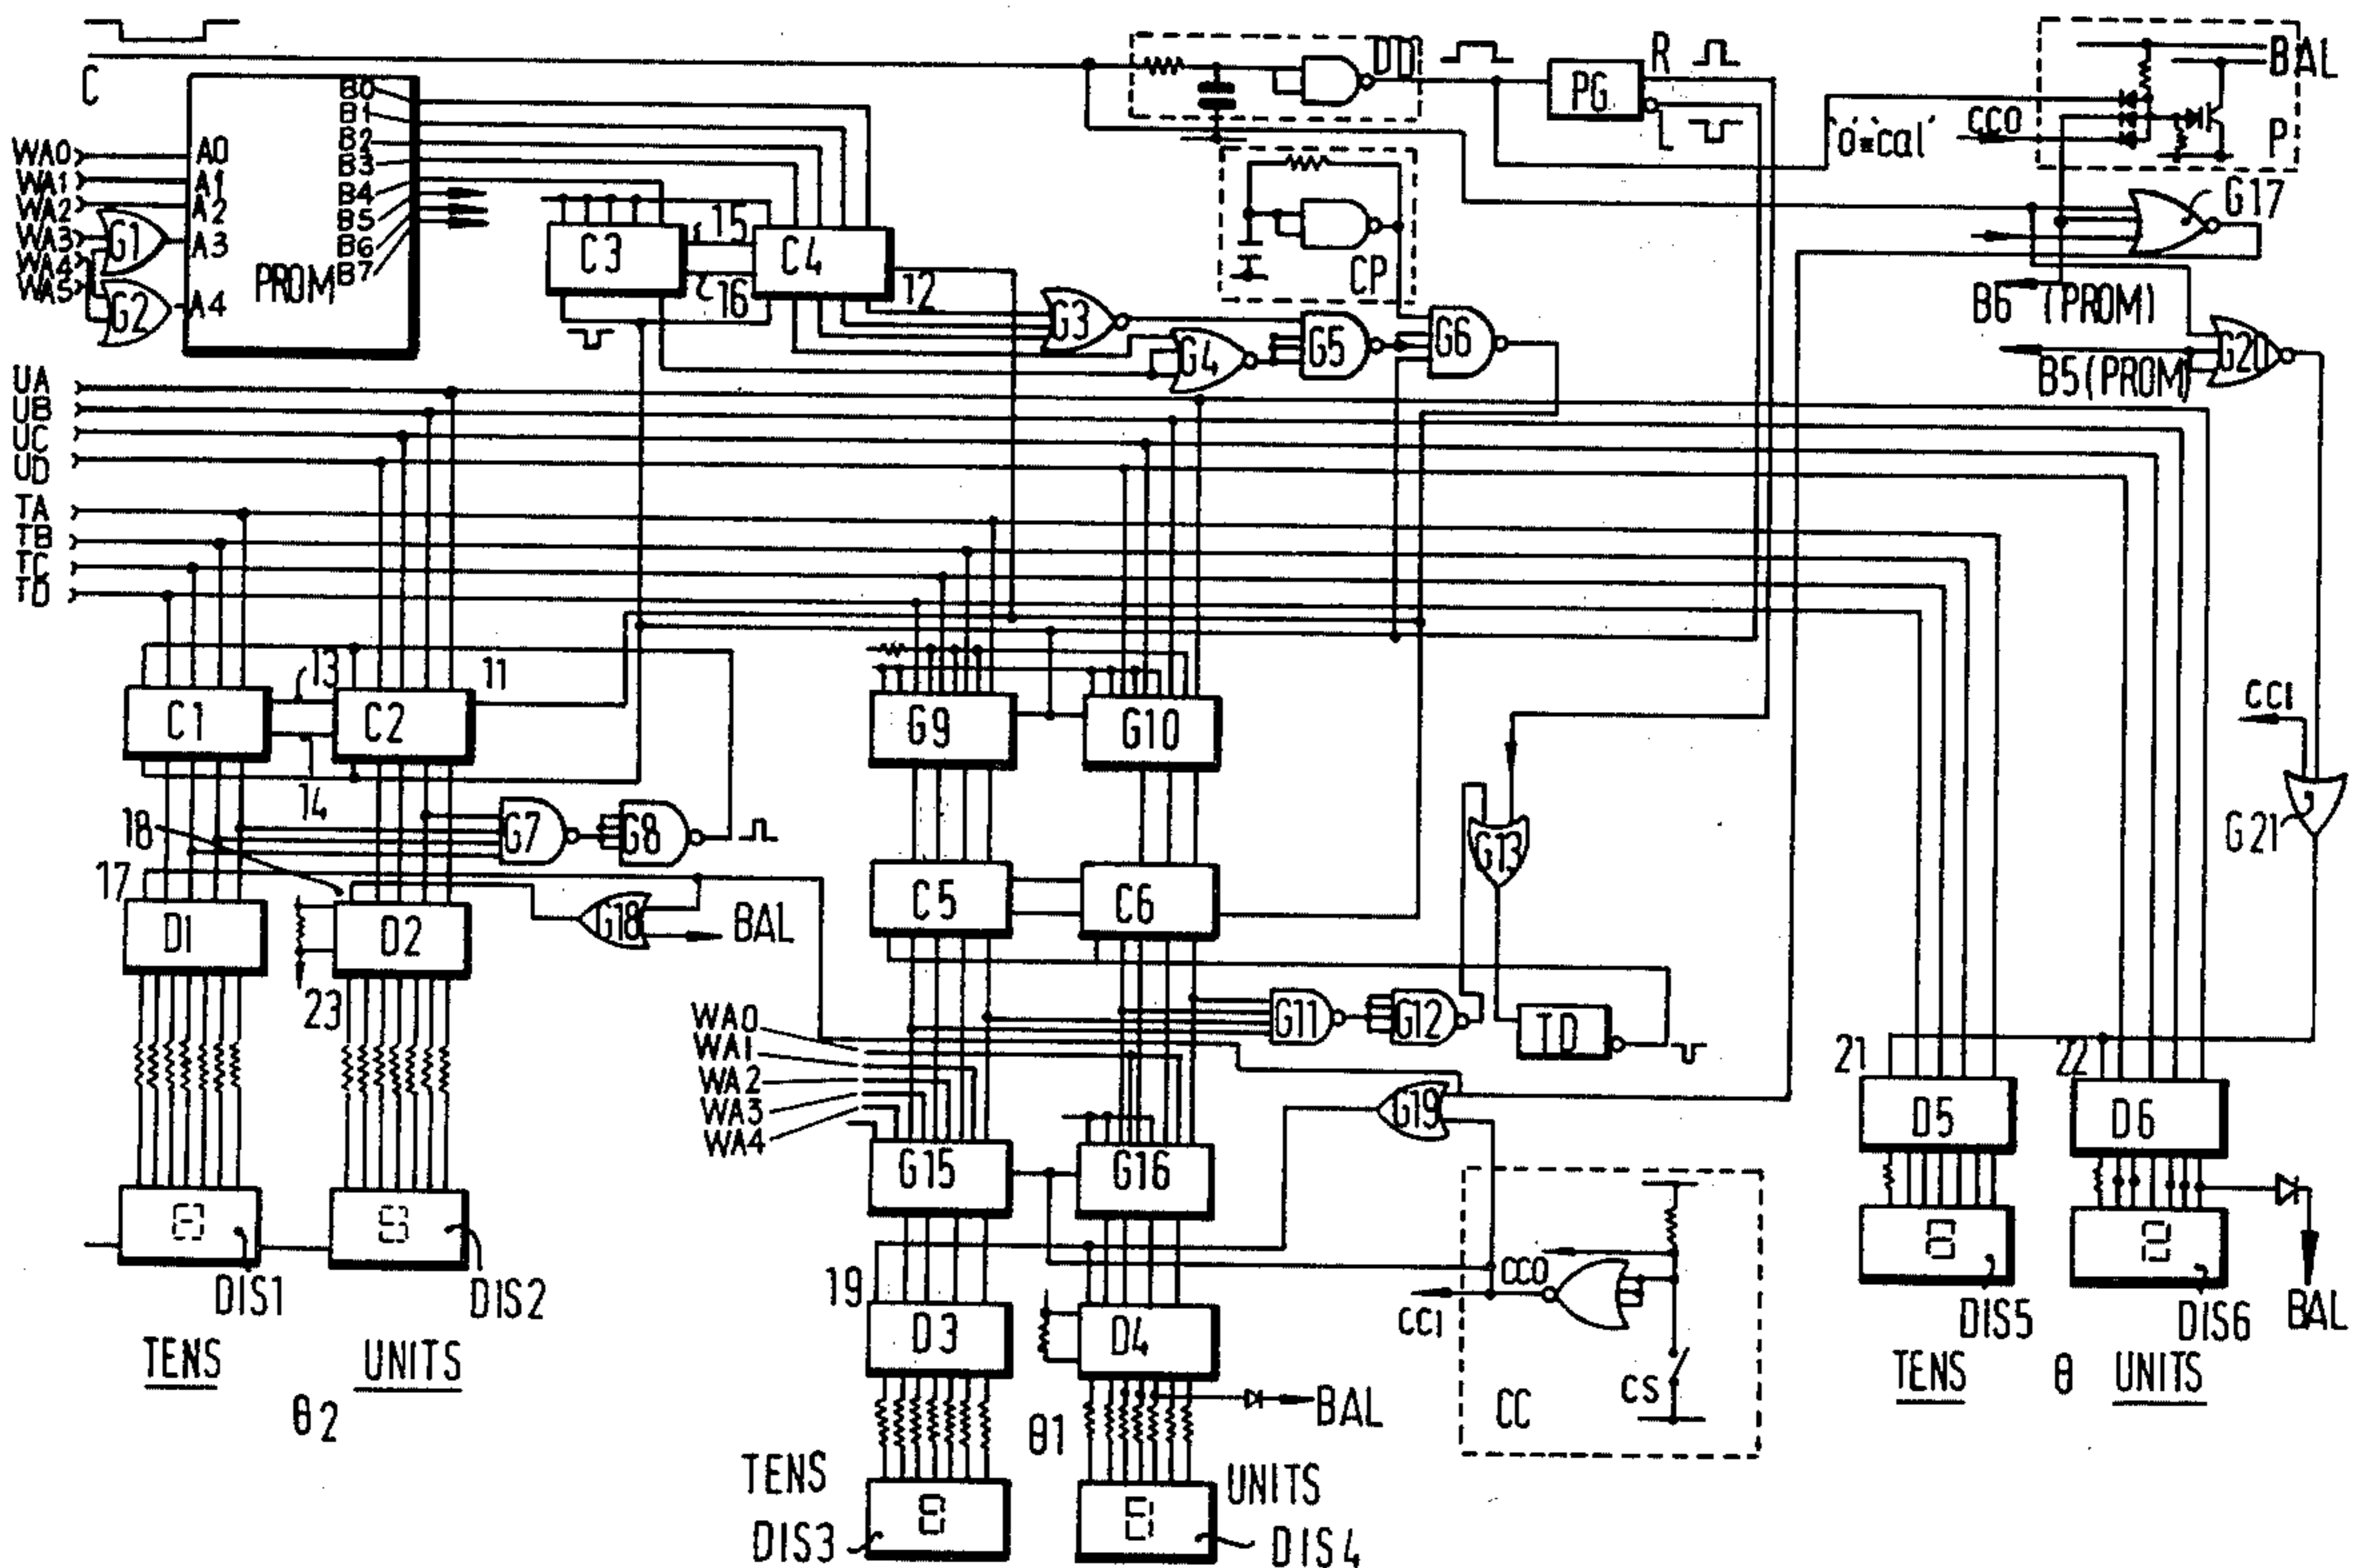 C
DD
PG
R
L
BAL
P
CC0
'0'≡'cal'
WA0
WA1
WA2
WA3
WA4
WA5
G1
G2
A0
A1
A2
A3
A4
PROM
B0
B1
B2
B3
B4
B5
B6
B7
C3
15
16
C4
12
CP
G3
G4
G5
G6
G17
B6 (PROM)
B5 (PROM)
G20
UA
UB
UC
UD
TA
TB
TC
TD
C1
13
14
C2
11
G7
G8
G9
G10
CC1
G21
17
18
D1
D2
23
G18
BAL
C5
C6
G13
G11
G12
TD
WA0
WA1
WA2
WA3
WA4
G15
G16
G19
21
22
D5
D6
DIS1
DIS2
TENS
UNITS
θ2
19
D3
D4
BAL
θ1
CC0
CC1
CC
CS
DIS5
DIS6
BAL
TENS
θ
UNITS
TENS
UNITS
DIS3
DIS4